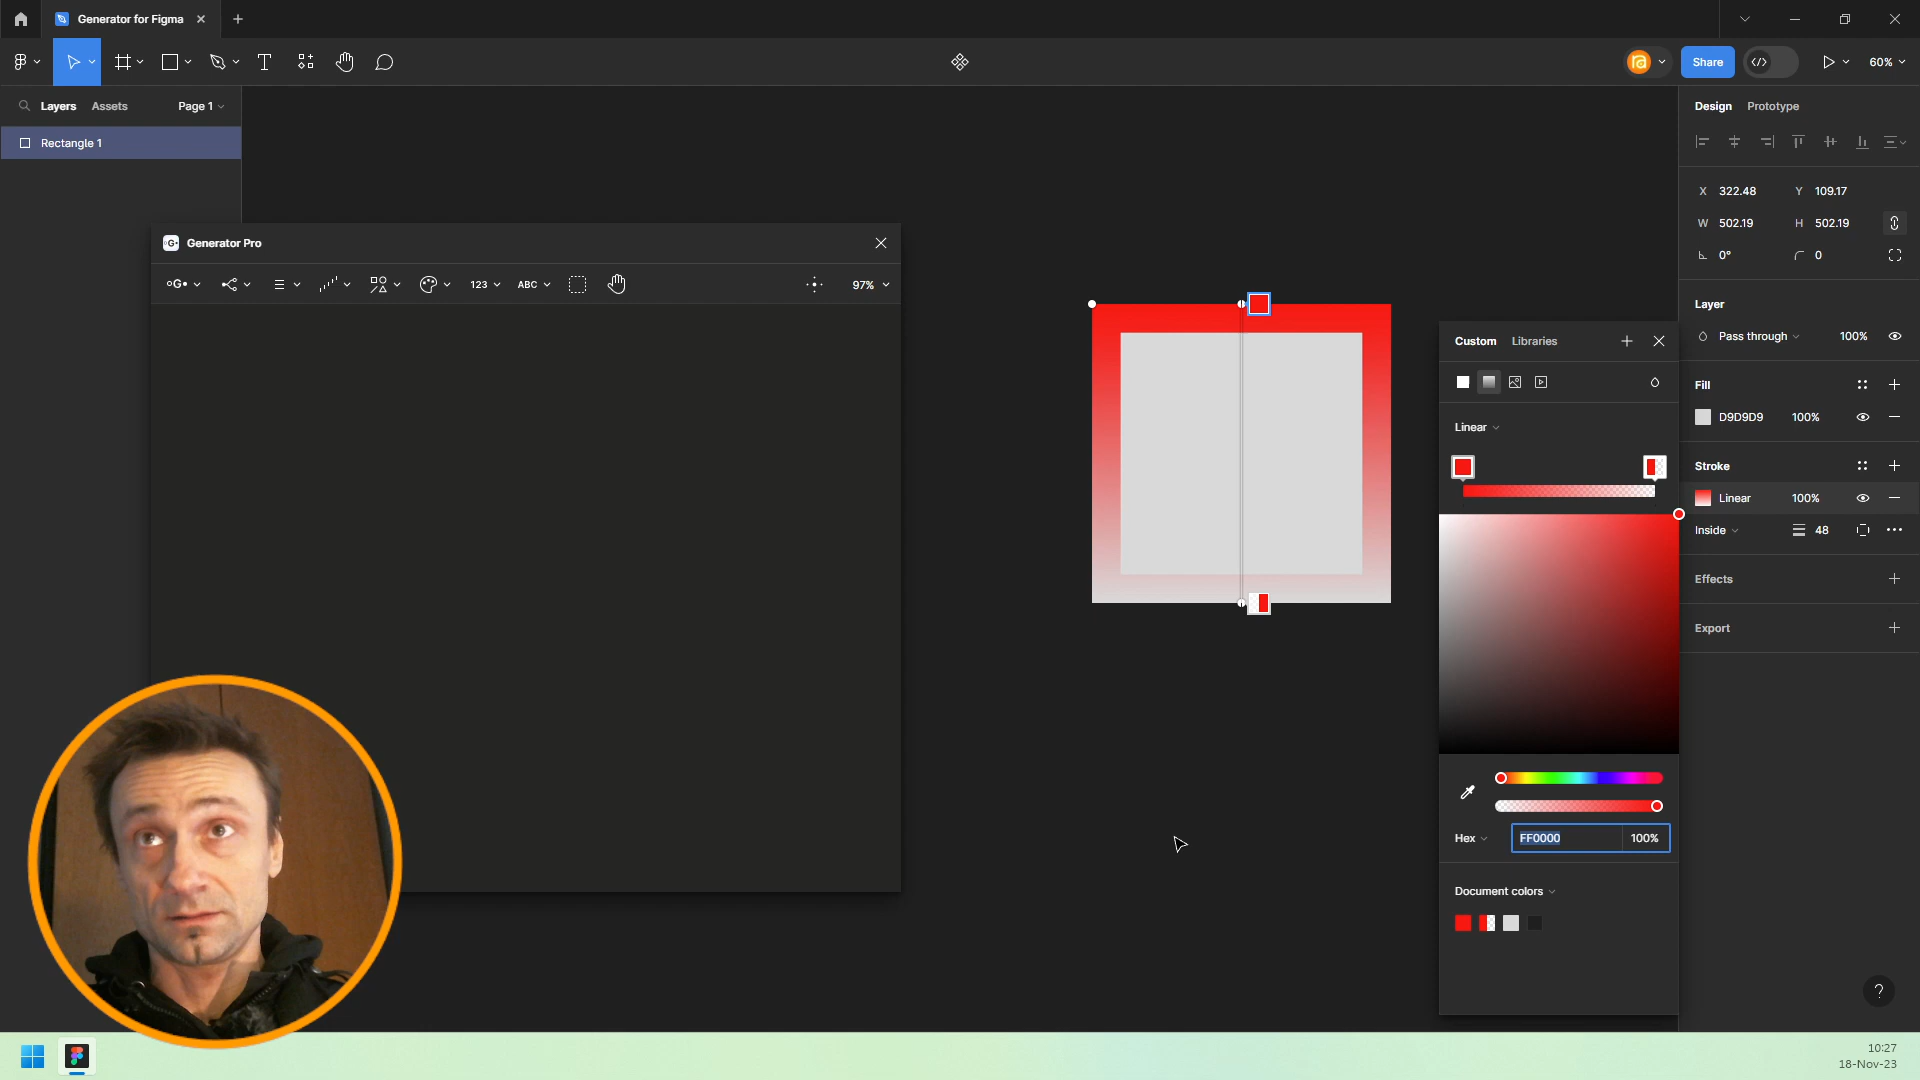 Generator for Figma
Share
60%
Layers
Assets
Page 1
Design
Prototype
Rectangle 1
X 322.48 Y 109.17
W 502.19 H 502.19
0° 0
Generator Pro
123
ABC
97%
Layer
Pass through 100%
Custom
Libraries
Fill
D9D9D9 100%
Linear
Stroke
Linear 100%
Inside 48
Effects
Export
Hex FF0000 100%
Document colors
?
10:27
18-Nov-23